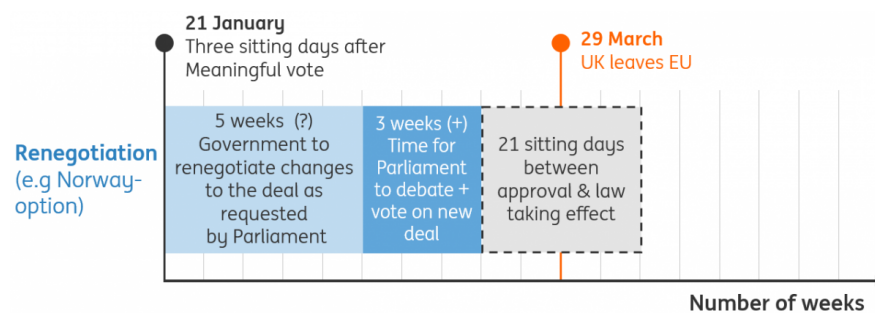 21 January
Three sitting days after
Meaningful vote
29 March
UK leaves EU
Renegotiation
(e.g Norway-
option)
5 weeks (?)
Government to
renegotiate changes
to the deal as
requested
by Parliament
3 weeks (+)
Time for
Parliament
to debate +
vote on new
deal
21 sitting days
between
approval & law
taking effect
Number of weeks